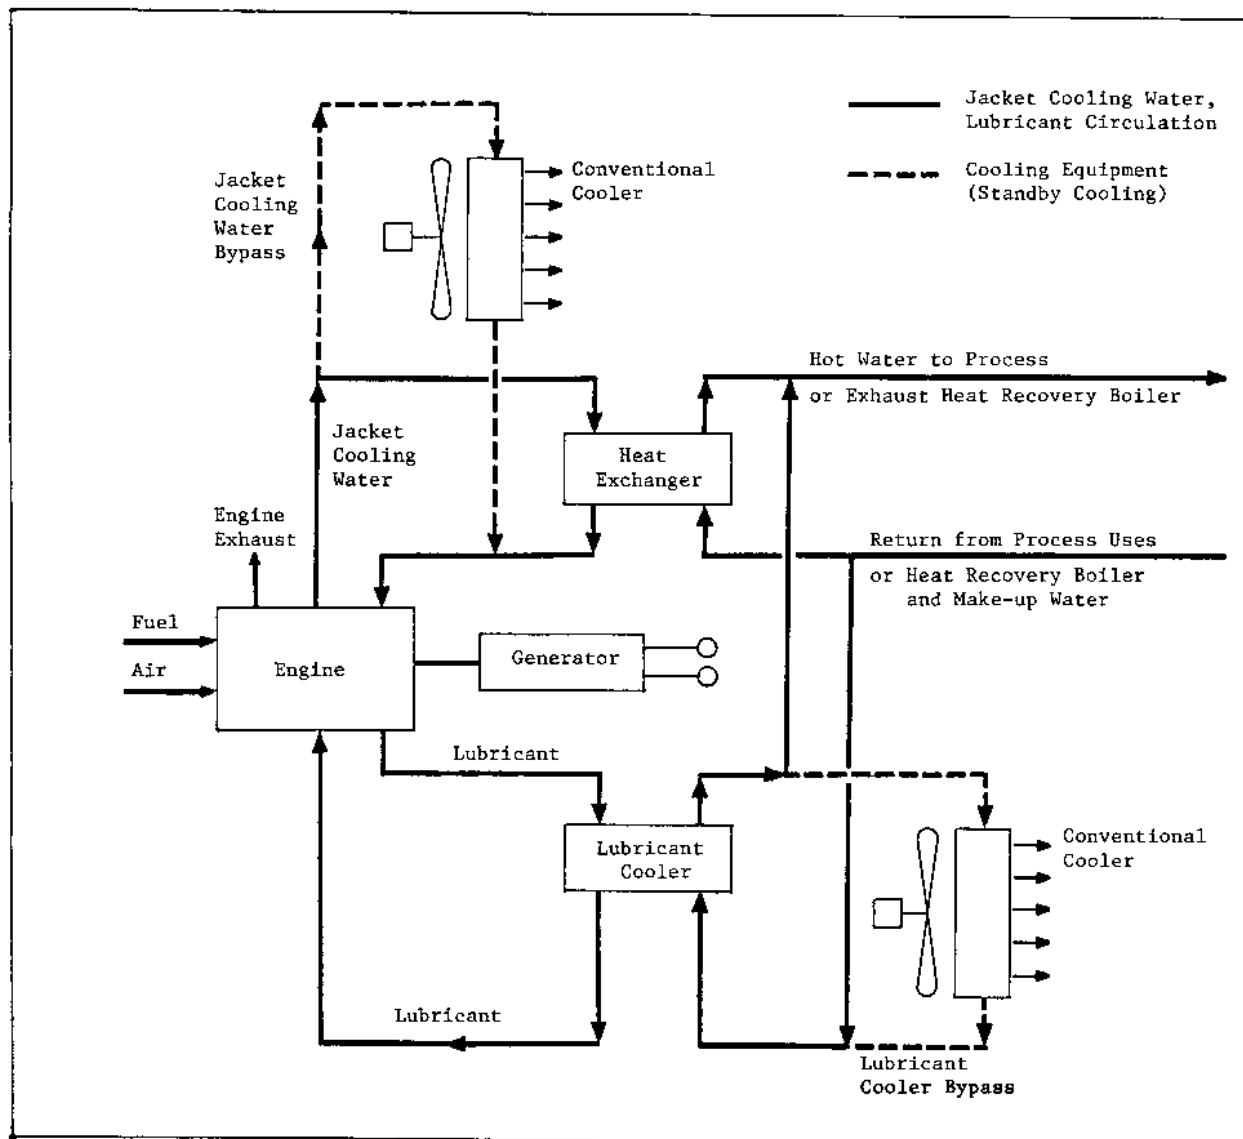 Jacket Cooling Water,
Lubricant Circulation
Cooling Equipment
(Standby Cooling)
Jacket
Cooling
Water
Bypass
Conventional
Cooler
Hot Water to Process
or Exhaust Heat Recovery Boiler
Jacket
Cooling
Water
Heat
Exchanger
Engine
Exhaust
Return from Process Uses
or Heat Recovery Boiler
and Make-up Water
Fuel
Air
Engine
Generator
Lubricant
Lubricant
Cooler
Conventional
Cooler
Lubricant
Lubricant
Cooler Bypass